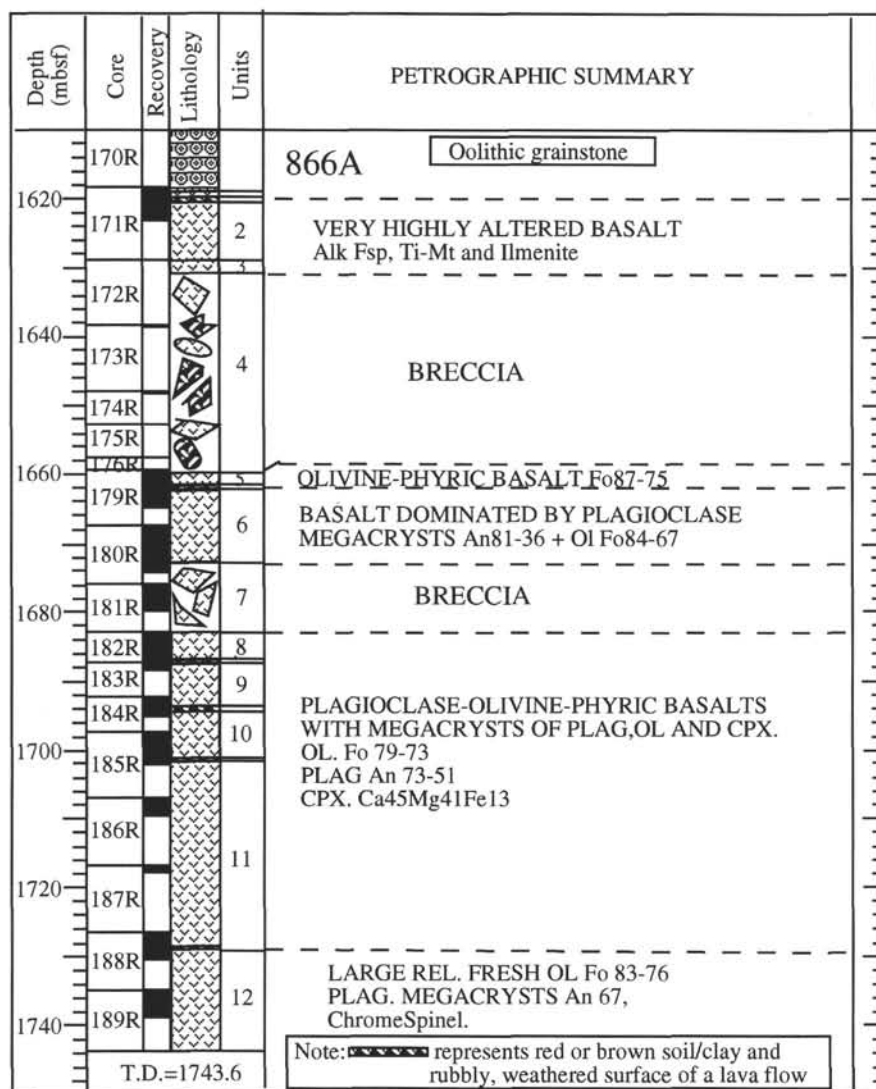 Depth (mbsf)
Core
Recovery
Lithology
Units
PETROGRAPHIC SUMMARY
170R
866A
Oolithic grainstone
1620
171R
2
VERY HIGHLY ALTERED BASALT
Alk Fsp, Ti-Mt and Ilmenite
3
172R
1640
173R
4
BRECCIA
174R
175R
176R
1660
5
OLIVINE-PHYRIC BASALT Fo87-75
179R
6
BASALT DOMINATED BY PLAGIOCLASE
MEGACRYSTS An81-36 + Ol Fo84-67
180R
7
BRECCIA
181R
1680
182R
8
183R
9
184R
PLAGIOCLASE-OLIVINE-PHYRIC BASALTS
WITH MEGACRYSTS OF PLAG,OL AND CPX.
OL. Fo 79-73
PLAG An 73-51
CPX. Ca45Mg41Fe13
10
1700
185R
186R
11
1720
187R
188R
12
LARGE REL. FRESH OL Fo 83-76
PLAG. MEGACRYSTS An 67,
ChromeSpinel.
189R
1740
T.D.=1743.6
Note: represents red or brown soil/clay and
rubbly, weathered surface of a lava flow